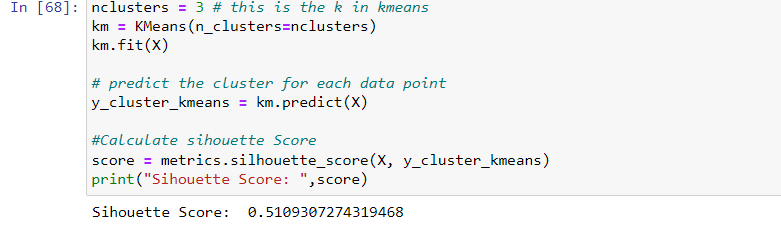 In [68]: nclusters = 3 # this is the k in kmeans
km = KMeans(n_clusters=nclusters)
km.fit(X)
# predict the cluster for each data point
y_cluster_kmeans = km.predict(X)
#Calculate sihouette Score
score = metrics.silhouette_score(X, y_cluster_kmeans)
print("Sihouette Score: ",score)
Sihouette Score:  0.5109307274319468